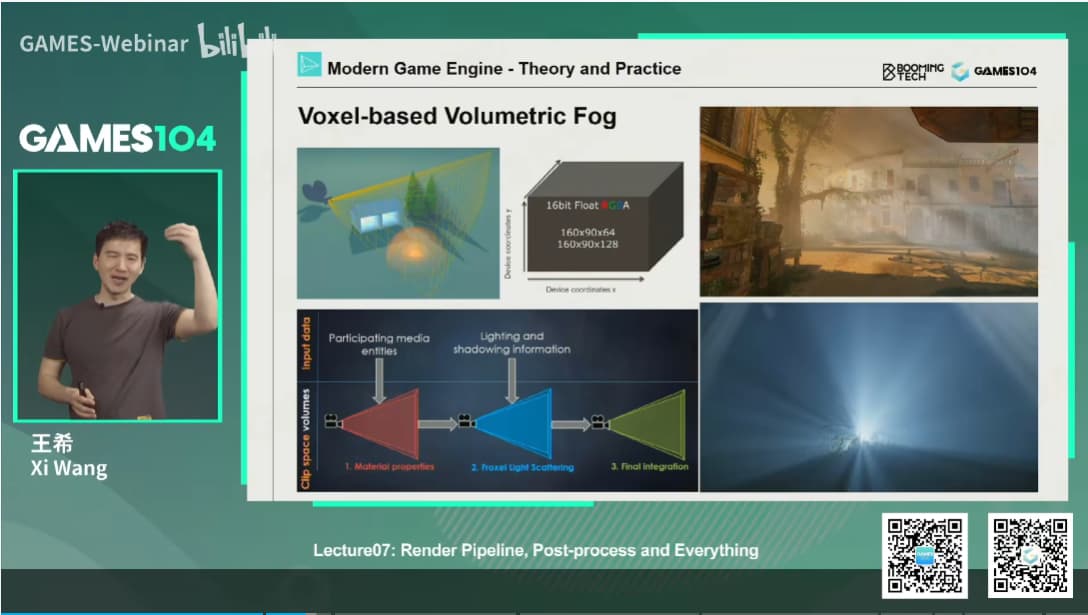 GAMES-Webinar bilibili
Modern Game Engine - Theory and Practice
BOOMING TECH
GAMES104
GAMES104
Voxel-based Volumetric Fog
16bit Float RGBA
160x90x64
160x90x128
Device coordinates y
Device coordinates x
Input data
Participating media
entities
Lighting and
shadowing information
Clip space volumes
1. Material properties
2. Froxel Light Scattering
3. Final integration
王希
Xi Wang
Lecture07: Render Pipeline, Post-process and Everything